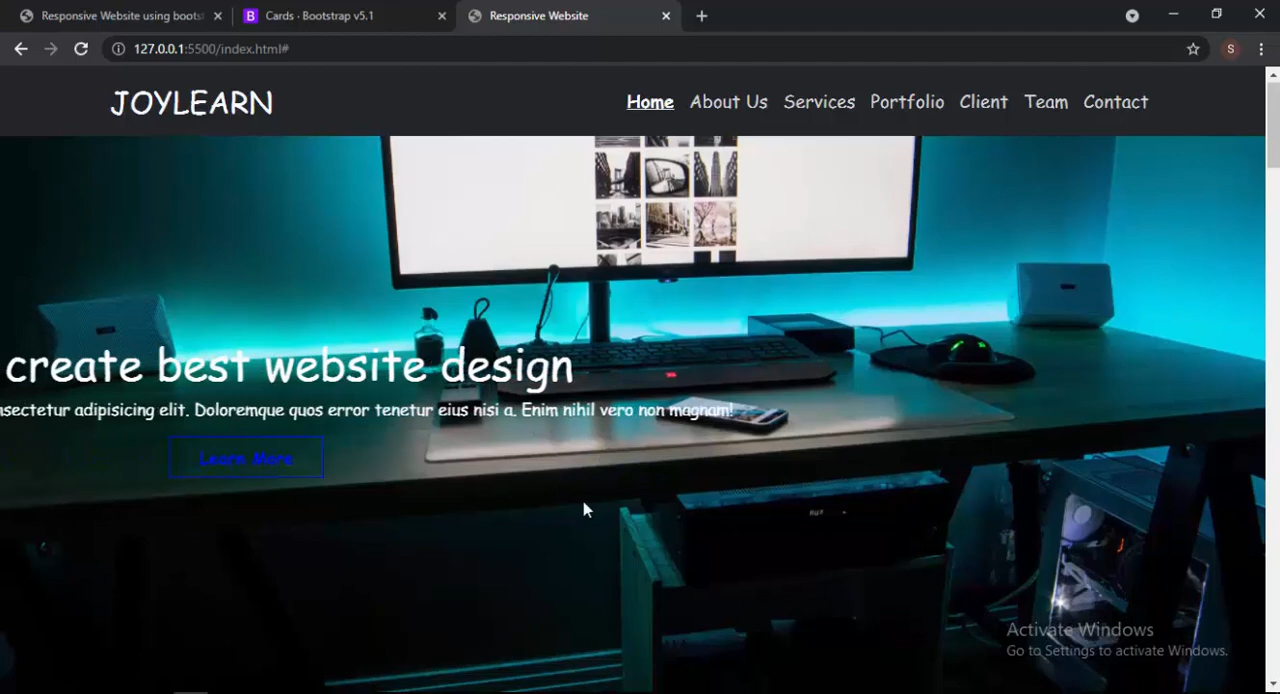 Responsive Website using boots
Cards · Bootstrap v5.1
Responsive Website
127.0.0.1:5500/index.html#
S
JOYLEARN
Home About Us Services Portfolio Client Team Contact
create best website design
nsectetur adipisicing elit. Doloremque quos error tenetur eius nisi a. Enim nihil vero non magnam!
Learn More
Activate Windows
Go to Settings to activate Windows.